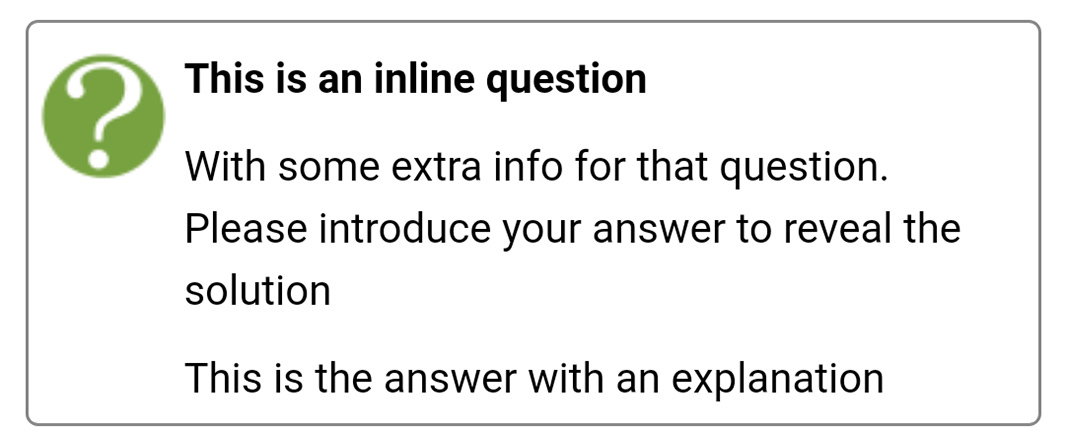 This is an inline question
With some extra info for that question.
Please introduce your answer to reveal the
solution
This is the answer with an explanation